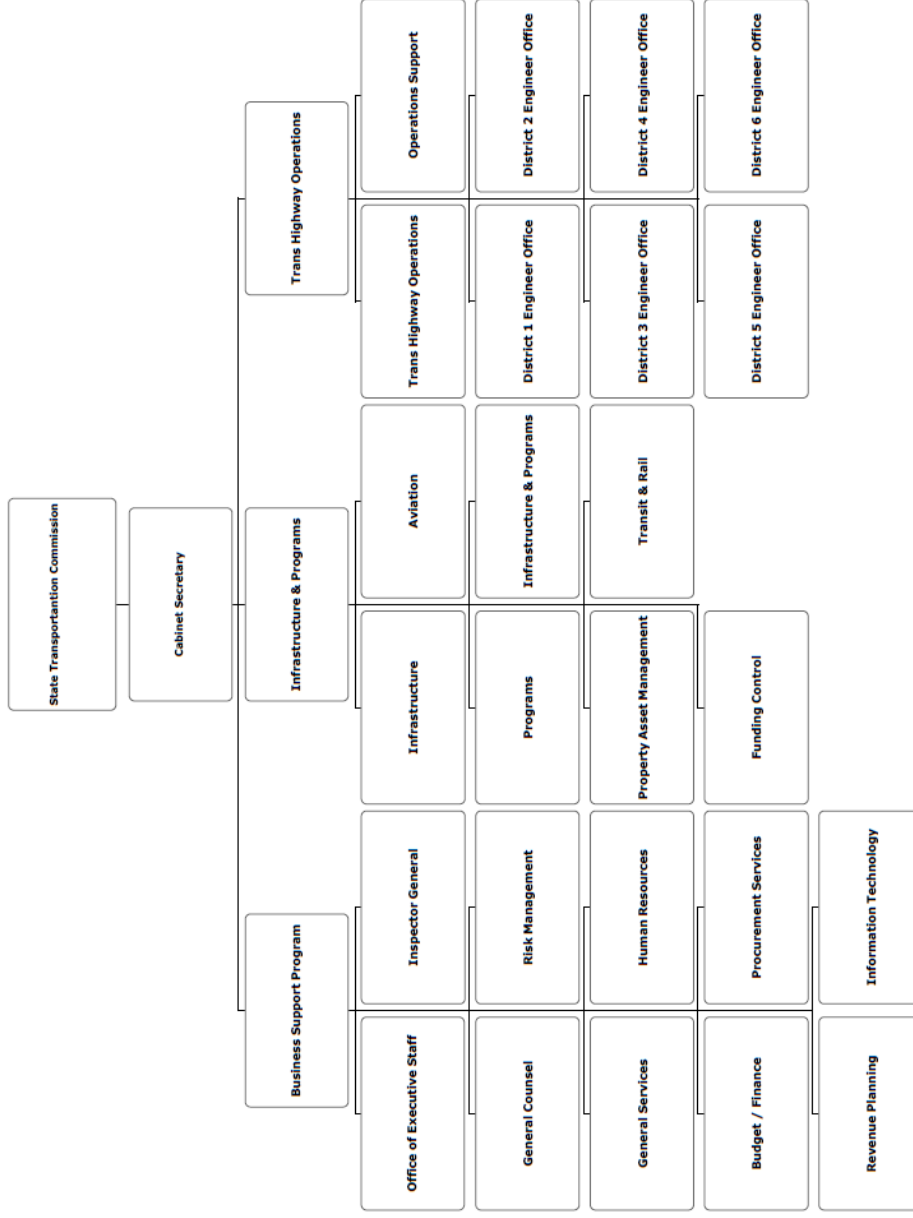 State Transportantion Commission
Cabinet Secretary
Business Support Program
Infrastructure & Programs
Trans Highway Operations
Office of Executive Staff
Inspector General
Infrastructure
Aviation
Trans Highway Operations
Operations Support
General Counsel
Risk Management
Programs
Infrastructure & Programs
District 1 Engineer Office
District 2 Engineer Office
General Services
Human Resources
Property Asset Management
Transit & Rail
District 3 Engineer Office
District 4 Engineer Office
Budget / Finance
Procurement Services
Funding Control
District 5 Engineer Office
District 6 Engineer Office
Revenue Planning
Information Technology